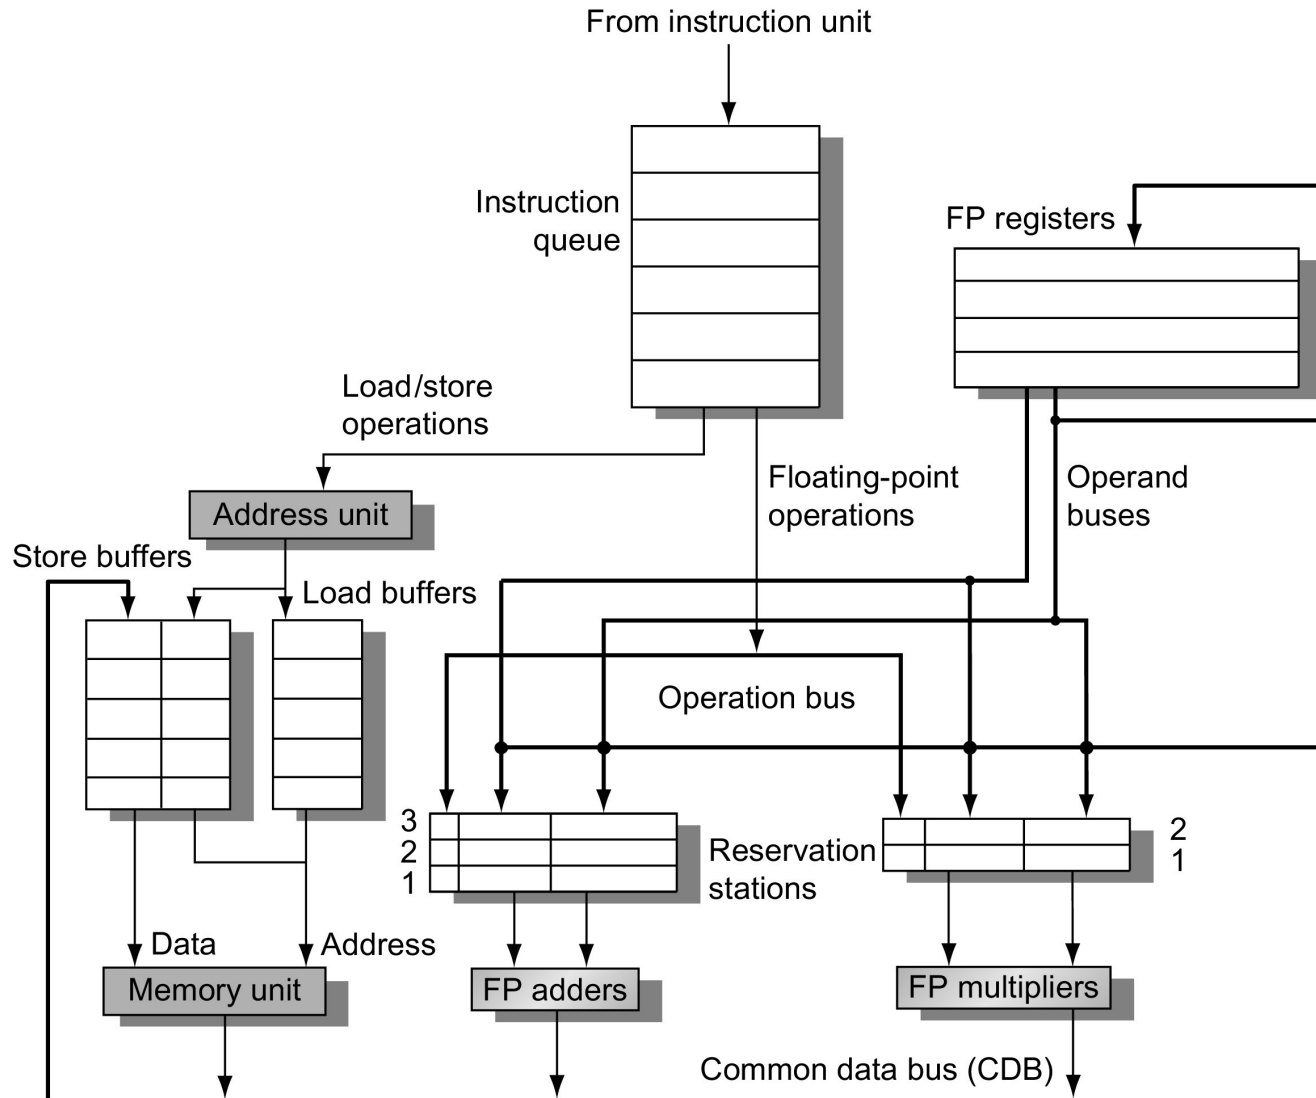 From instruction unit
Instruction
queue
FP registers
Load/store
operations
Floating-point
operations
Operand
buses
Address unit
Store buffers
Load buffers
Operation bus
3
2
1
Reservation
stations
2
1
Data
Address
Memory unit
FP adders
FP multipliers
Common data bus (CDB)